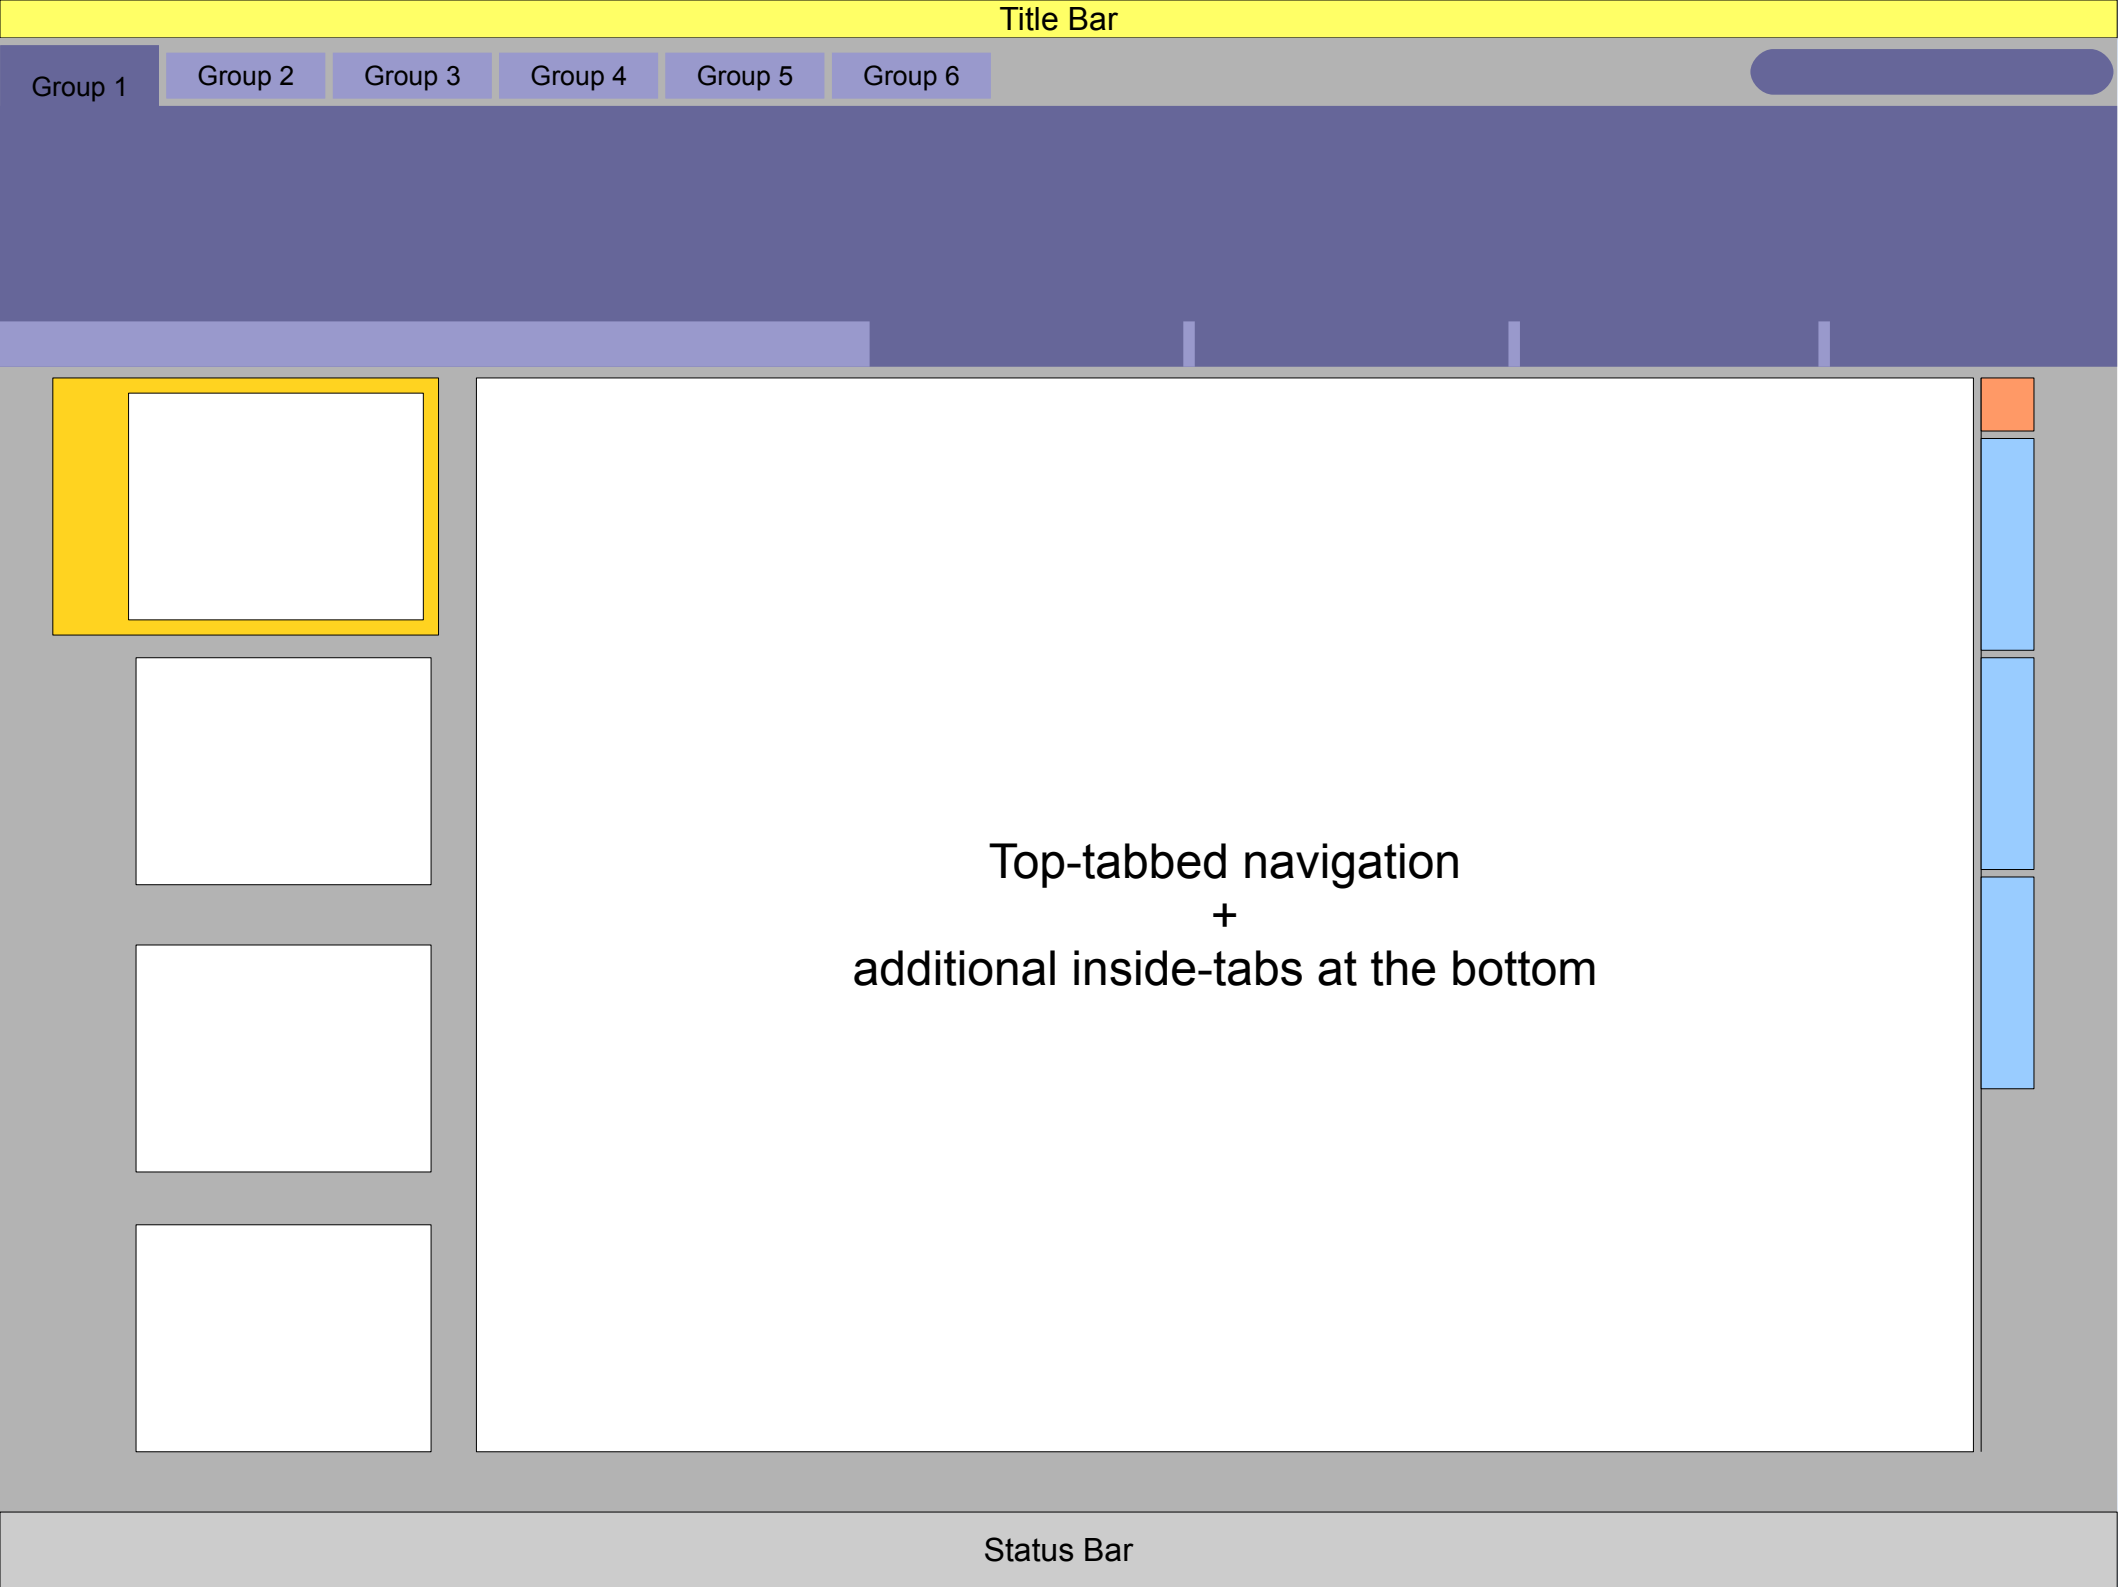 Title Bar
Group 1
Group 2
Group 3
Group 4
Group 5
Group 6
Top-tabbed navigation
+
additional inside-tabs at the bottom
Status Bar